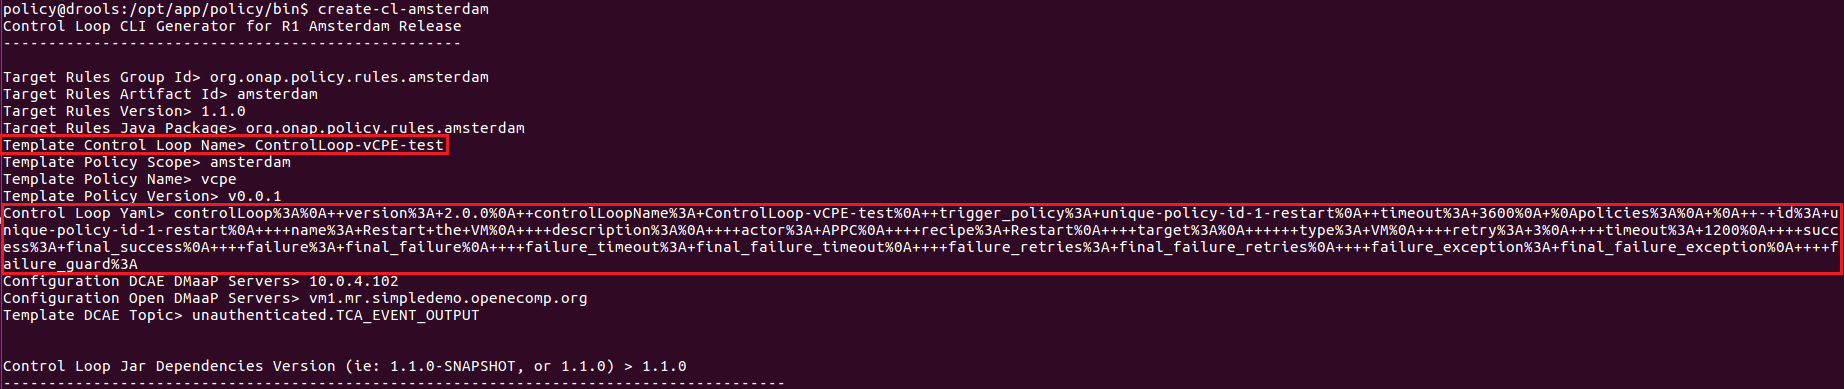 policy@drools:/opt/app/policy/bin$ create-cl-amsterdam
Control Loop CLI Generator for R1 Amsterdam Release
---------------------------------------------------
Target Rules Group Id> org.onap.policy.rules.amsterdam
Target Rules Artifact Id> amsterdam
Target Rules Version> 1.1.0
Target Rules Java Package> org.onap.policy.rules.amsterdam
Template Control Loop Name> ControlLoop-vCPE-test
Template Policy Scope> amsterdam
Template Policy Name> vcpe
Template Policy Version> v0.0.1
Control Loop Yaml> controlLoop%3A%0A++version%3A+2.0.0%0A++controlLoopName%3A+ControlLoop-vCPE-test%0A++trigger_policy%3A+unique-policy-id-1-restart%0A++timeout%3A+3600%0A+%0Apolicies%3A%0A+%0A++-+id%3A+u
nique-policy-id-1-restart%0A++++name%3A+Restart+the+VM%0A++++description%3A%0A++++actor%3A+APPC%0A++++recipe%3A+Restart%0A++++target%3A%0A++++++type%3A+VM%0A++++retry%3A+3%0A++++timeout%3A+1200%0A++++succ
ess%3A+final_success%0A++++failure%3A+final_failure%0A++++failure_timeout%3A+final_failure_timeout%0A++++failure_retries%3A+final_failure_retries%0A++++failure_exception%3A+final_failure_exception%0A++++f
ailure_guard%3A
Configuration DCAE DMaaP Servers> 10.0.4.102
Configuration Open DMaaP Servers> vm1.mr.simpledemo.openecomp.org
Template DCAE Topic> unauthenticated.TCA_EVENT_OUTPUT
Control Loop Jar Dependencies Version (ie: 1.1.0-SNAPSHOT, or 1.1.0) > 1.1.0
---------------------------------------------------------------------------------------